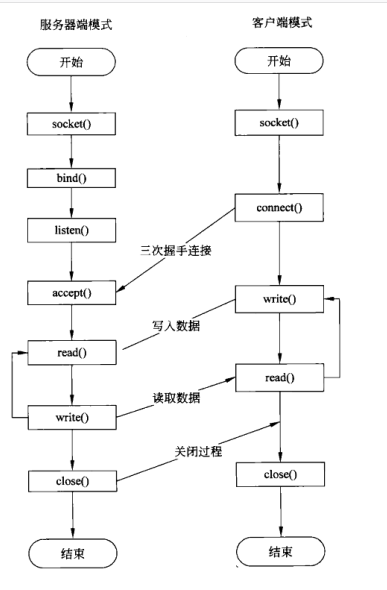 服务器端模式
客户端模式
开始
开始
socket()
socket()
bind()
connect()
listen()
三次握手连接
accept()
write()
写入数据
read()
read()
读取数据
write()
关闭过程
close()
close()
结束
结束